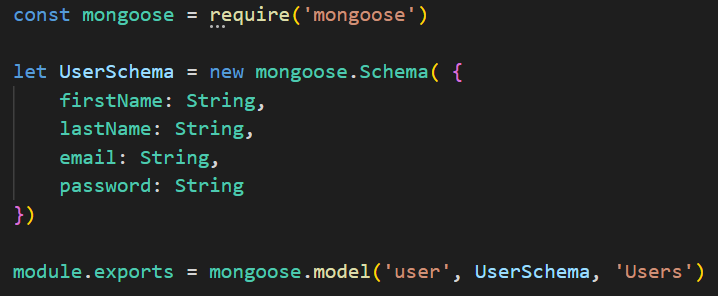 const mongoose = require('mongoose')
let UserSchema = new mongoose.Schema( {
    firstName: String,
    lastName: String,
    email: String,
    password: String
})
module.exports = mongoose.model('user', UserSchema, 'Users')